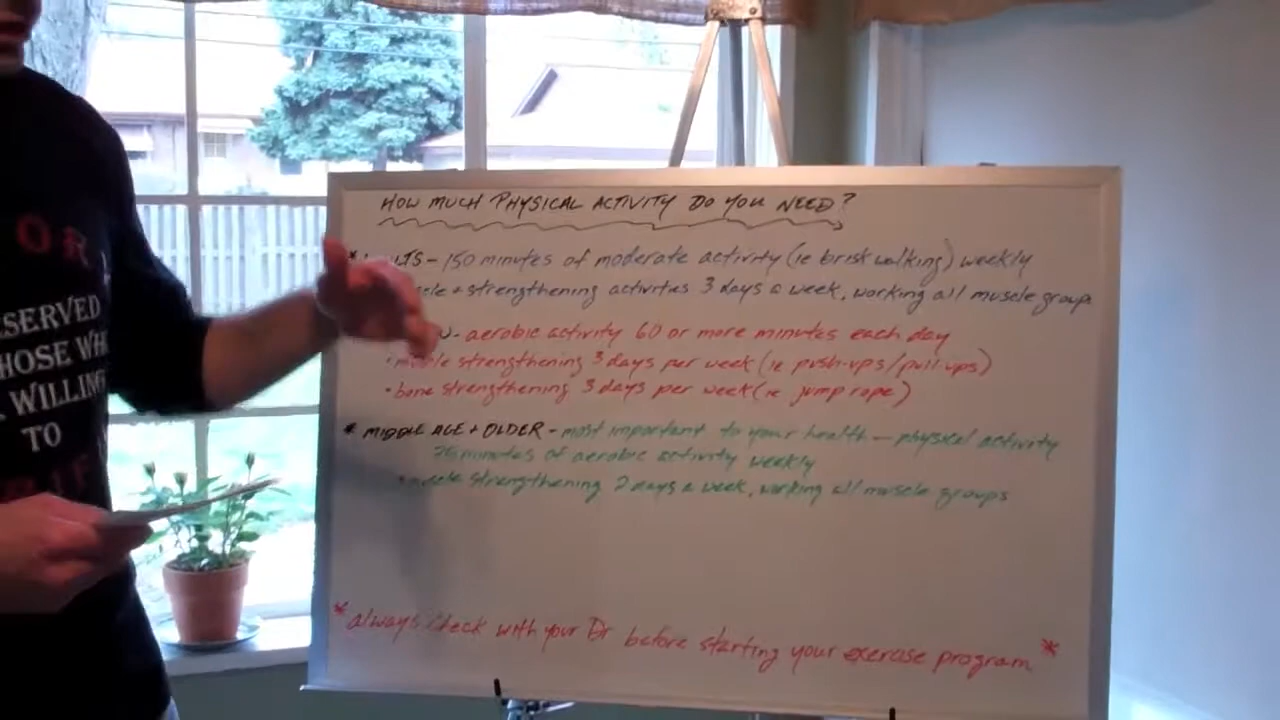 HOW MUCH PHYSICAL ACTIVITY DO YOU NEED?
LTS - 150 minutes of moderate activity (ie brisk walking) weekly
cle + strengthening activities 3 days a week, working all muscle groups
- aerobic activity 60 or more minutes each day
• muscle strengthening 3 days per week (ie push-ups/pull-ups)
• bone strengthening 3 days per week (ie jump rope)
* MIDDLE AGE + OLDER - most important to your health - physical activity
minutes of aerobic activity weekly
strengthening 2 days a week, working all muscle groups
* always check with your Dr before starting your exercise program *
OR
SERVED
HOSE WH
WILLING
TO